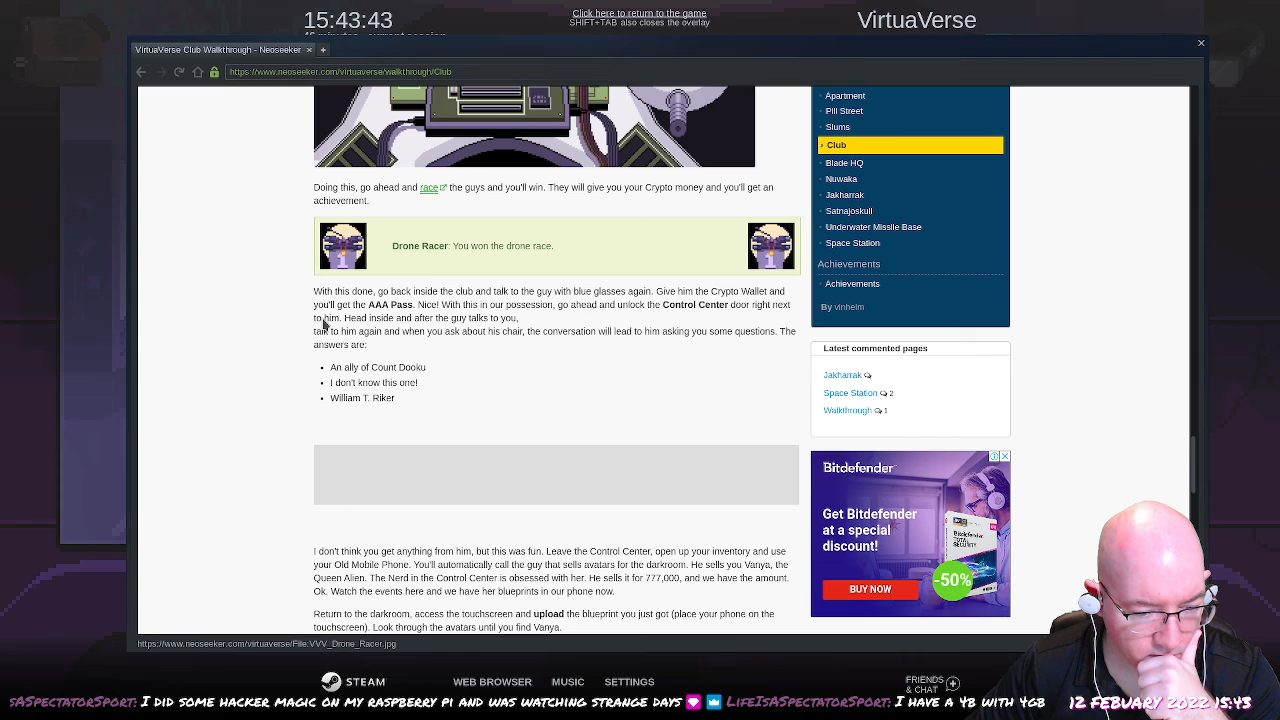 15:43:43
Click here to return to the game
SHIFT+TAB also closes the overlay
VirtuaVerse
VirtuaVerse Club Walkthrough - Neoseeker
https://www.neoseeker.com/virtuaverse/walkthrough/Club
Doing this, go ahead and race the guys and you'll win. They will give you your Crypto money and you'll get an
achievement.
Drone Racer: You won the drone race.
With this done, go back inside the club and talk to the guy with blue glasses again. Give him the Crypto Wallet and
you'll get the AAA Pass. Nice! With this in our possession, go ahead and unlock the Control Center door right next
to him. Head inside and after the guy talks to you,
talk to him again and when you ask about his chair, the conversation will lead to him asking you some questions. The
answers are:
• An ally of Count Dooku
• I don't know this one!
• William T. Riker
I don't think you get anything from him, but this was fun. Leave the Control Center, open up your inventory and use
your Old Mobile Phone. You'll automatically call the guy that sells avatars for the darkroom. He sells you Vanya, the
Queen Alien. The Nerd in the Control Center is obsessed with her. He sells it for 777,000, and we have the amount.
Ok. Watch the events here and we have her blueprints in our phone now.
Return to the darkroom, access the touchscreen and upload the blueprint you just got (place your phone on the
touchscreen). Look through the avatars until you find Vanya.
Apartment
Pill Street
Slums
› Club
Blade HQ
Nuwaka
Jakharrak
Satnajoskull
Underwater Missile Base
Space Station
Achievements
Achievements
By vinheim
Latest commented pages
Jakharrak
Space Station 2
Walkthrough 1
Bitdefender
Get Bitdefender
at a special
discount!
Bitdefender
TOTAL
SECURITY
-50%
BUY NOW
https://www.neoseeker.com/virtuaverse/File:VVV_Drone_Racer.jpg
STEAM
WEB BROWSER
MUSIC
SETTINGS
FRIENDS
& CHAT
sASpectatorSport: I did some hacker magic on my raspberry pi and it's watching strange days LifeIsASpectatorSport: I have a 4b with 4gb
12 February 2022 15:43